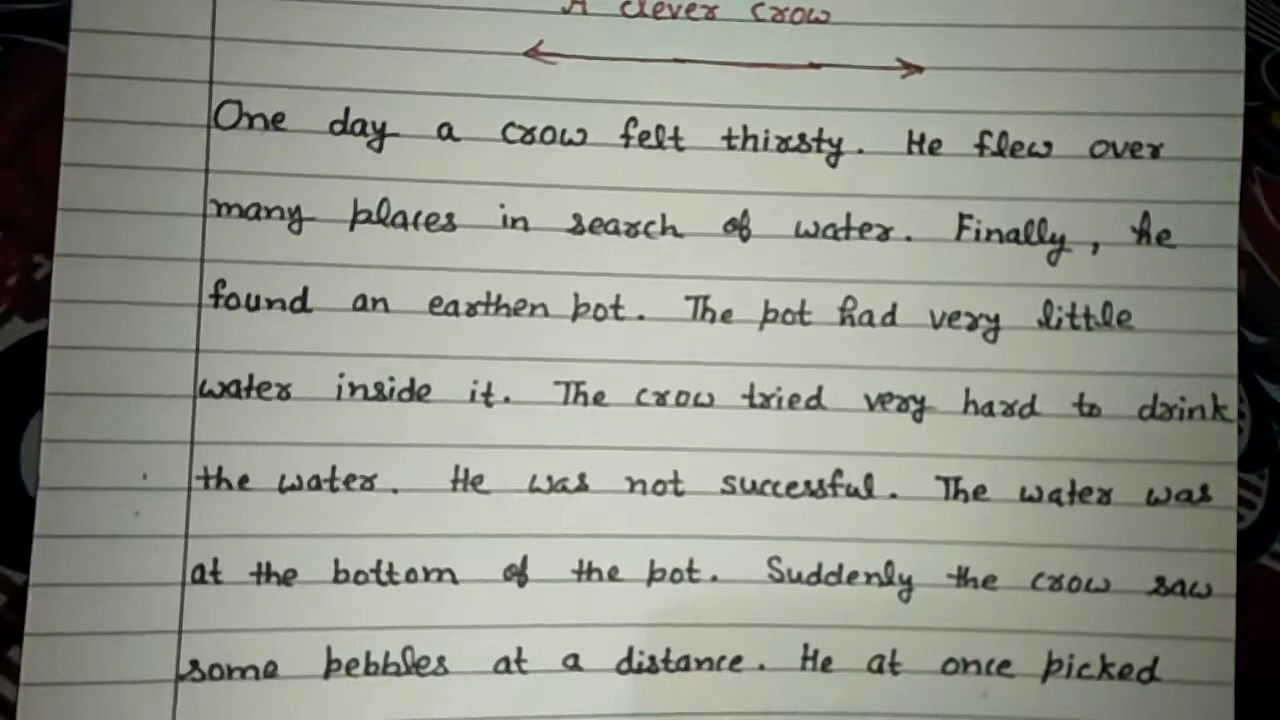 A clever crow
One day a crow felt thirsty. He flew over
many places in search of water. Finally, he
found an earthen pot. The pot had very little
water inside it. The crow tried very hard to drink
the water. He was not successful. The water was
at the bottom of the pot. Suddenly the crow saw
some pebbles at a distance. He at once picked